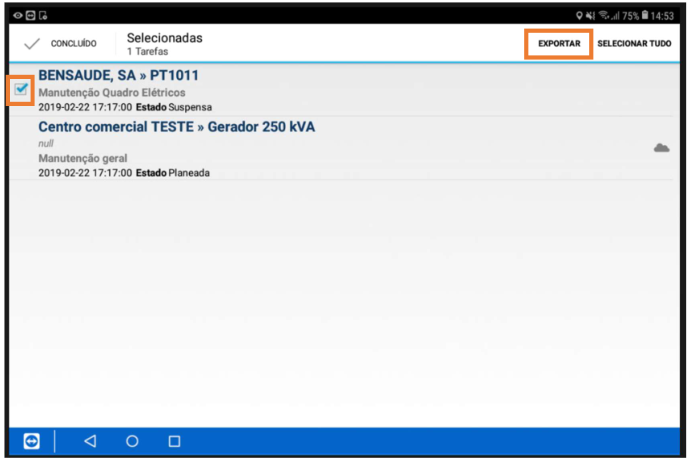 75% 14:53
CONCLUÍDO
Selecionadas
1 Tarefas
EXPORTAR
SELECIONAR TUDO
BENSAUDE, SA » PT1011
Manutenção Quadro Elétricos
2019-02-22 17:17:00 Estado Suspensa
Centro comercial TESTE » Gerador 250 kVA
null
Manutenção geral
2019-02-22 17:17:00 Estado Planeada